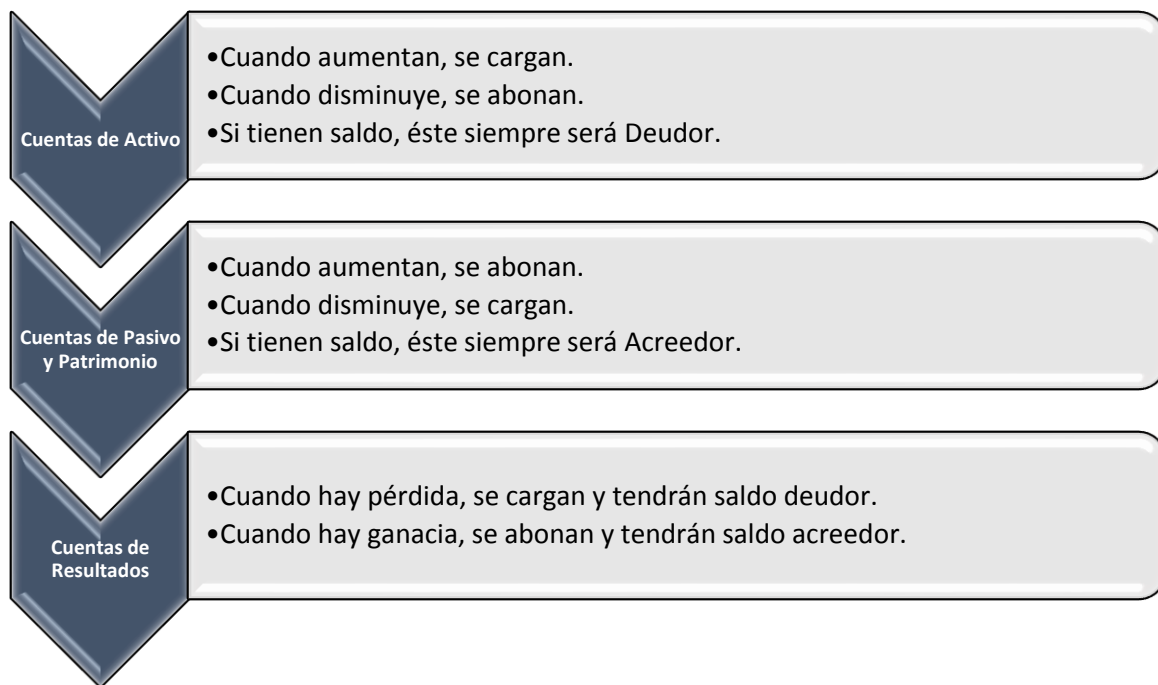 Cuentas de Activo
•Cuando aumentan, se cargan.
•Cuando disminuye, se abonan.
•Si tienen saldo, éste siempre será Deudor.
Cuentas de Pasivo
y Patrimonio
•Cuando aumentan, se abonan.
•Cuando disminuye, se cargan.
•Si tienen saldo, éste siempre será Acreedor.
Cuentas de
Resultados
•Cuando hay pérdida, se cargan y tendrán saldo deudor.
•Cuando hay ganacia, se abonan y tendrán saldo acreedor.